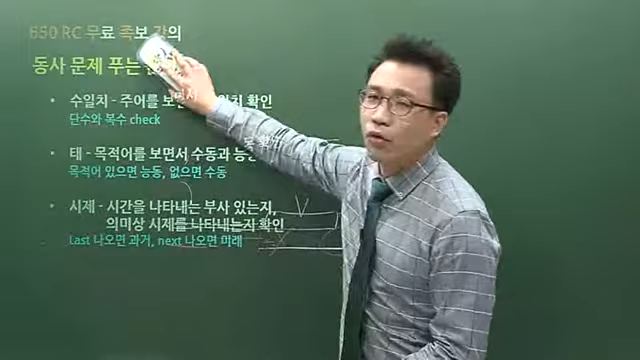 650 RC 무료 족보 강의
동사 문제 푸는
• 수일치 - 주어를 보면서 확인
단수와 복수 check
• 태 - 목적어를 보면서 수동과 능동
목적어 있으면 능동, 없으면 수동
• 시제 - 시간을 나타내는 부사 있는지,
의미상 시제를 나타내는지 확인
Last 나오면 과거, next 나오면 미래